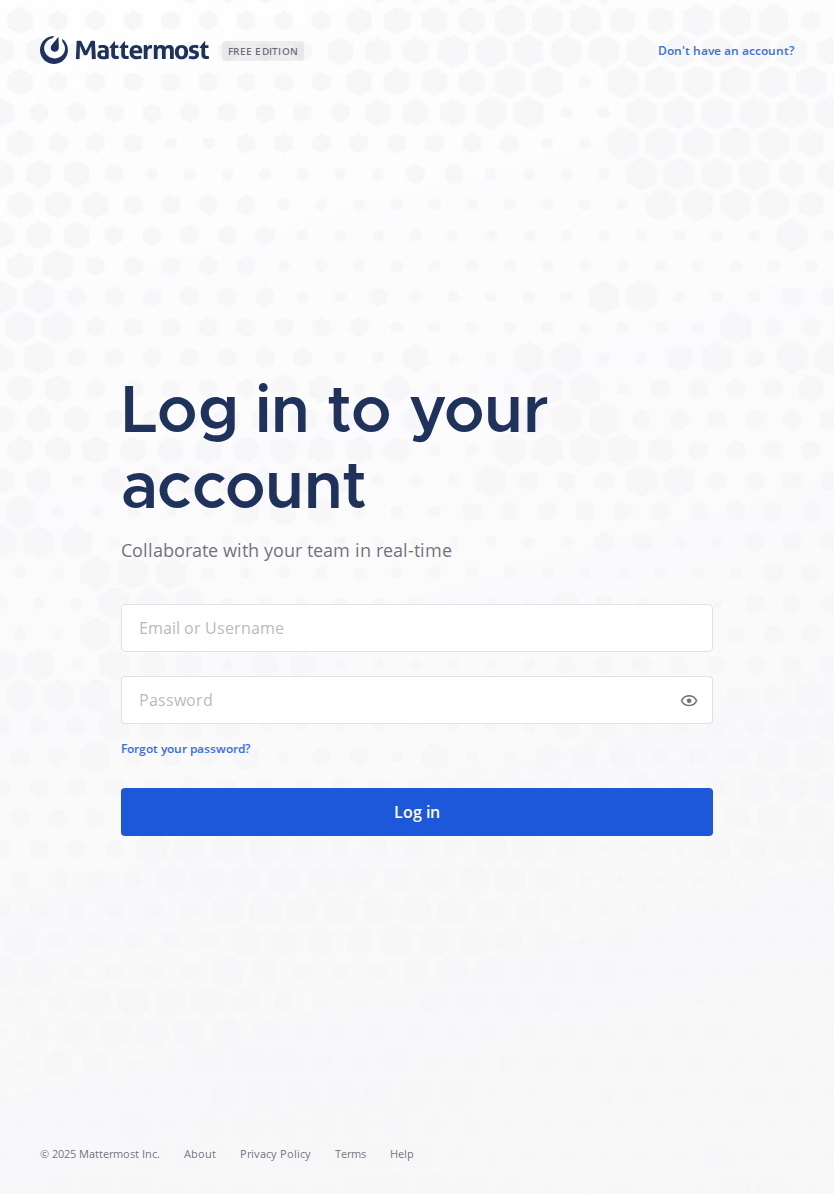 Mattermost FREE EDITION Don't have an account?
Log in to your
account
Collaborate with your team in real-time
Email or Username
Password
Forgot your password?
Log in
© 2025 Mattermost Inc. About Privacy Policy Terms Help